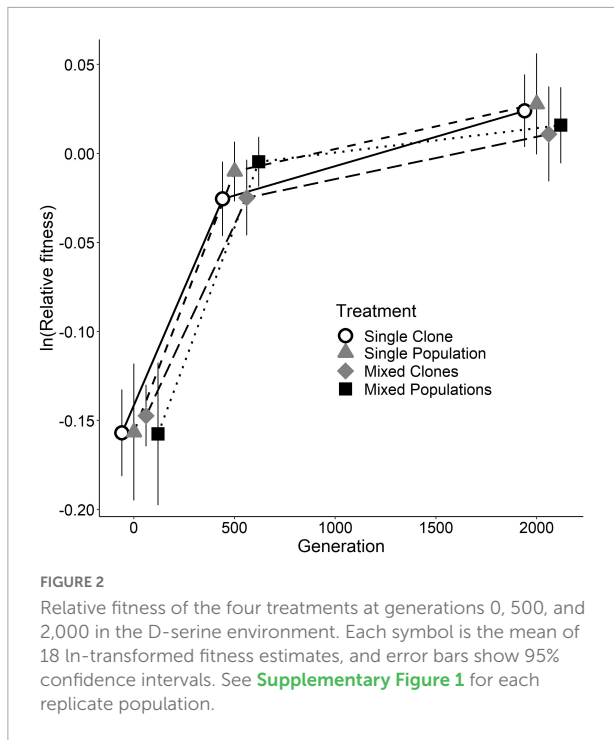 0.05
0.00
-0.05
-0.10
-0.15
-0.20
ln(Relative fitness)
Treatment
Single Clone
Single Population
Mixed Clones
Mixed Populations
0 500 1000 1500 2000
Generation
FIGURE 2
Relative fitness of the four treatments at generations 0, 500, and
2,000 in the D-serine environment. Each symbol is the mean of
18 ln-transformed fitness estimates, and error bars show 95%
confidence intervals. See Supplementary Figure 1 for each
replicate population.